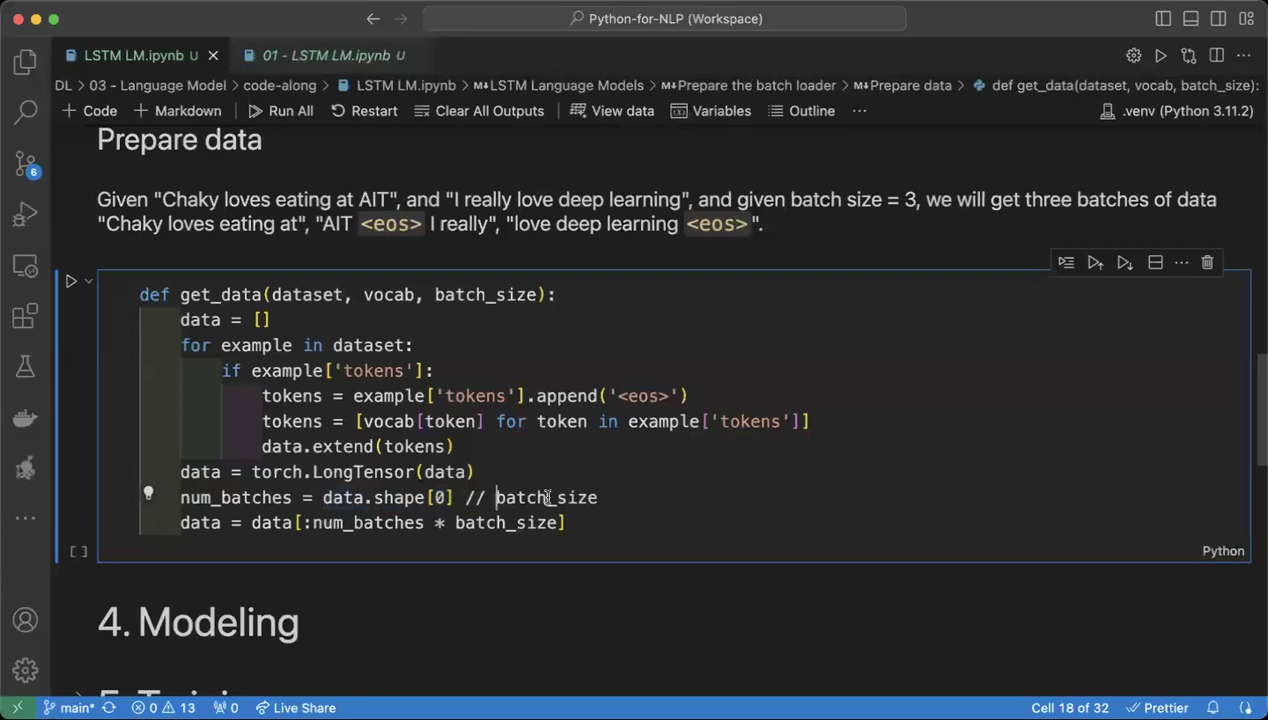 Python-for-NLP (Workspace)
LSTM LM.ipynb U
01 - LSTM LM.ipynb U
DL > 03 - Language Model > code-along > LSTM LM.ipynb > LSTM Language Models > Prepare the batch loader > Prepare data > def get_data(dataset, vocab, batch_size):
+ Code + Markdown Run All Restart Clear All Outputs View data Variables Outline ... .venv (Python 3.11.2)
Prepare data
Given "Chaky loves eating at AIT", and "I really love deep learning", and given batch size = 3, we will get three batches of data
"Chaky loves eating at", "AIT <eos> I really", "love deep learning <eos>".
def get_data(dataset, vocab, batch_size):
data = []
for example in dataset:
if example['tokens']:
tokens = example['tokens'].append('<eos>')
tokens = [vocab[token] for token in example['tokens']]
data.extend(tokens)
data = torch.LongTensor(data)
num_batches = data.shape[0] // batch_size
data = data[:num_batches * batch_size]
[ ]
Python
4. Modeling
6
main* 0 13 0 Live Share Cell 18 of 32 Prettier